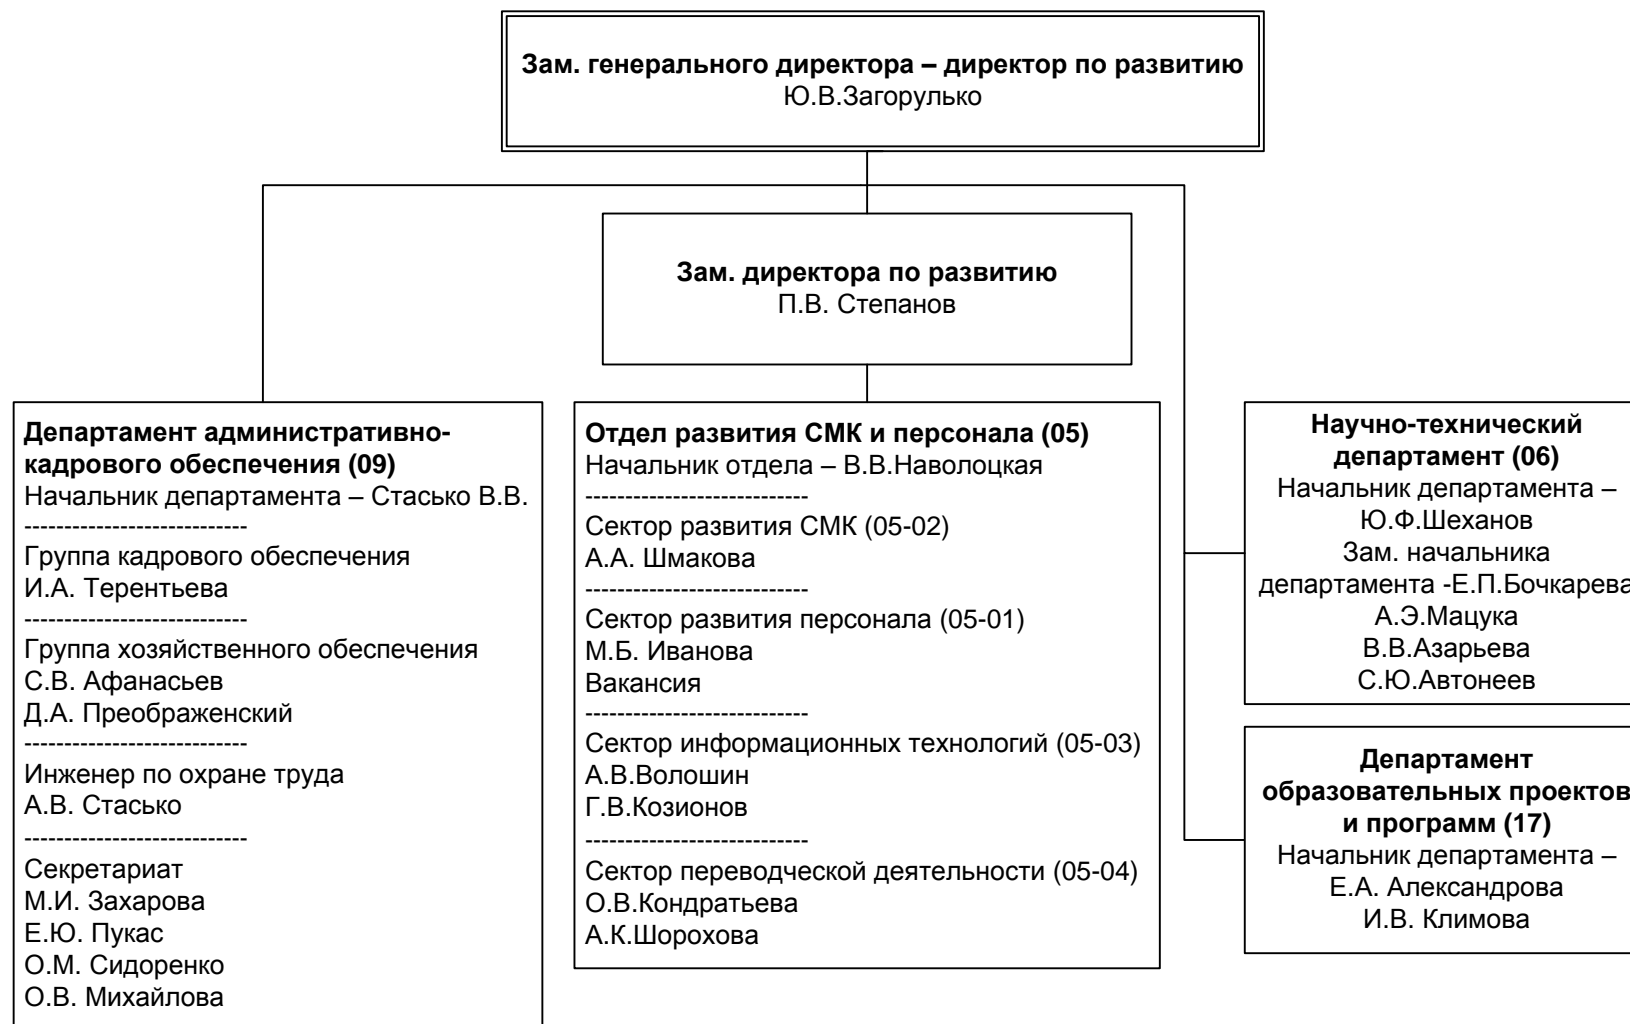 Зам. генерального директора – директор по развитию
Ю.В.Загорулько
Зам. директора по развитию
П.В. Степанов
Департамент административно-
кадрового обеспечения (09)
Начальник департамента – Стасько В.В.
----------------------------
Группа кадрового обеспечения
И.А. Терентьева
----------------------------
Группа хозяйственного обеспечения
С.В. Афанасьев
Д.А. Преображенский
----------------------------
Инженер по охране труда
А.В. Стасько
----------------------------
Секретариат
М.И. Захарова
Е.Ю. Пукас
О.М. Сидоренко
О.В. Михайлова
Отдел развития СМК и персонала (05)
Начальник отдела – В.В.Наволоцкая
----------------------------
Сектор развития СМК (05-02)
А.А. Шмакова
----------------------------
Сектор развития персонала (05-01)
М.Б. Иванова
Вакансия
----------------------------
Сектор информационных технологий (05-03)
А.В.Волошин
Г.В.Козионов
----------------------------
Сектор переводческой деятельности (05-04)
О.В.Кондратьева
А.К.Шорохова
Научно-технический
департамент (06)
Начальник департамента –
Ю.Ф.Шеханов
Зам. начальника
департамента -Е.П.Бочкарева
А.Э.Мацука
В.В.Азарьева
С.Ю.Автонеев
Департамент
образовательных проектов
и программ (17)
Начальник департамента –
Е.А. Александрова
И.В. Климова